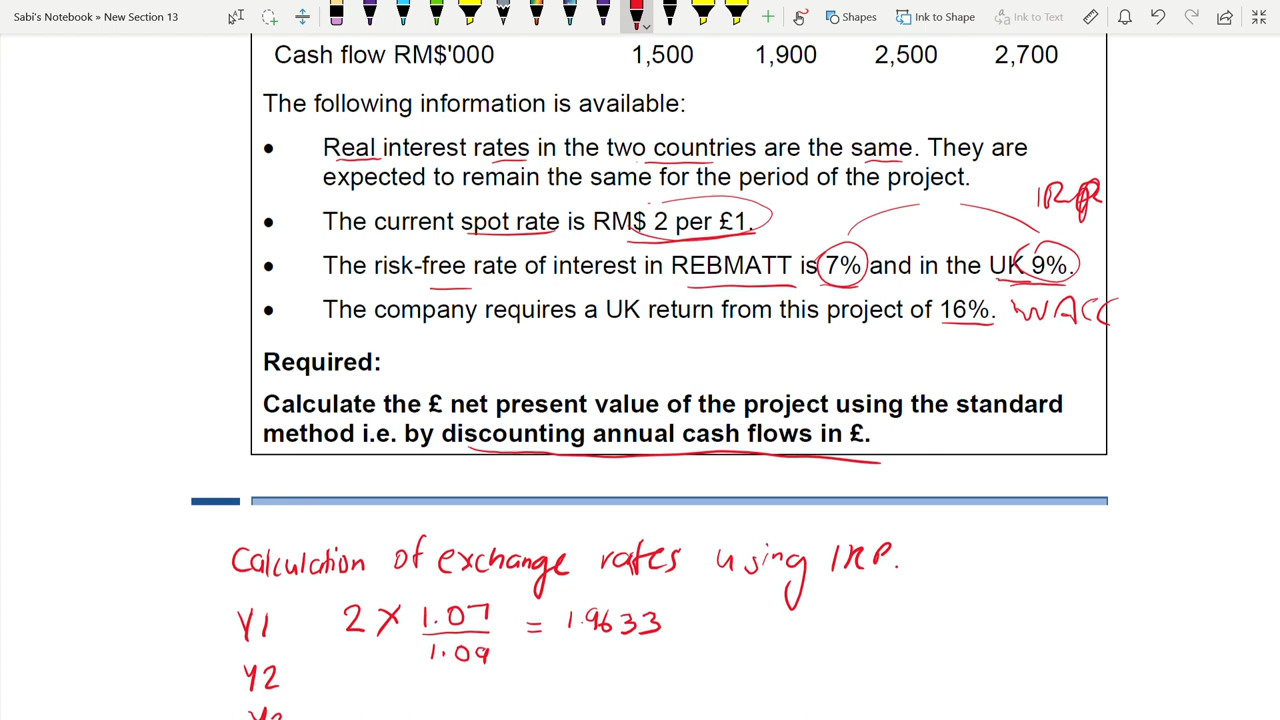 Sabi's Notebook » New Section 13
Shapes Ink to Shape Ink to Text
Cash flow RM$'000 1,500 1,900 2,500 2,700
The following information is available:
• Real interest rates in the two countries are the same. They are
expected to remain the same for the period of the project.
IRP
• The current spot rate is RM$ 2 per £1.
• The risk-free rate of interest in REBMATT is 7% and in the UK 9%.
• The company requires a UK return from this project of 16%. WACC
Required:
Calculate the £ net present value of the project using the standard
method i.e. by discounting annual cash flows in £.
Calculation of exchange rates using IRP.
Y1 2 × 1.07 / 1.09 = 1.9633
Y2